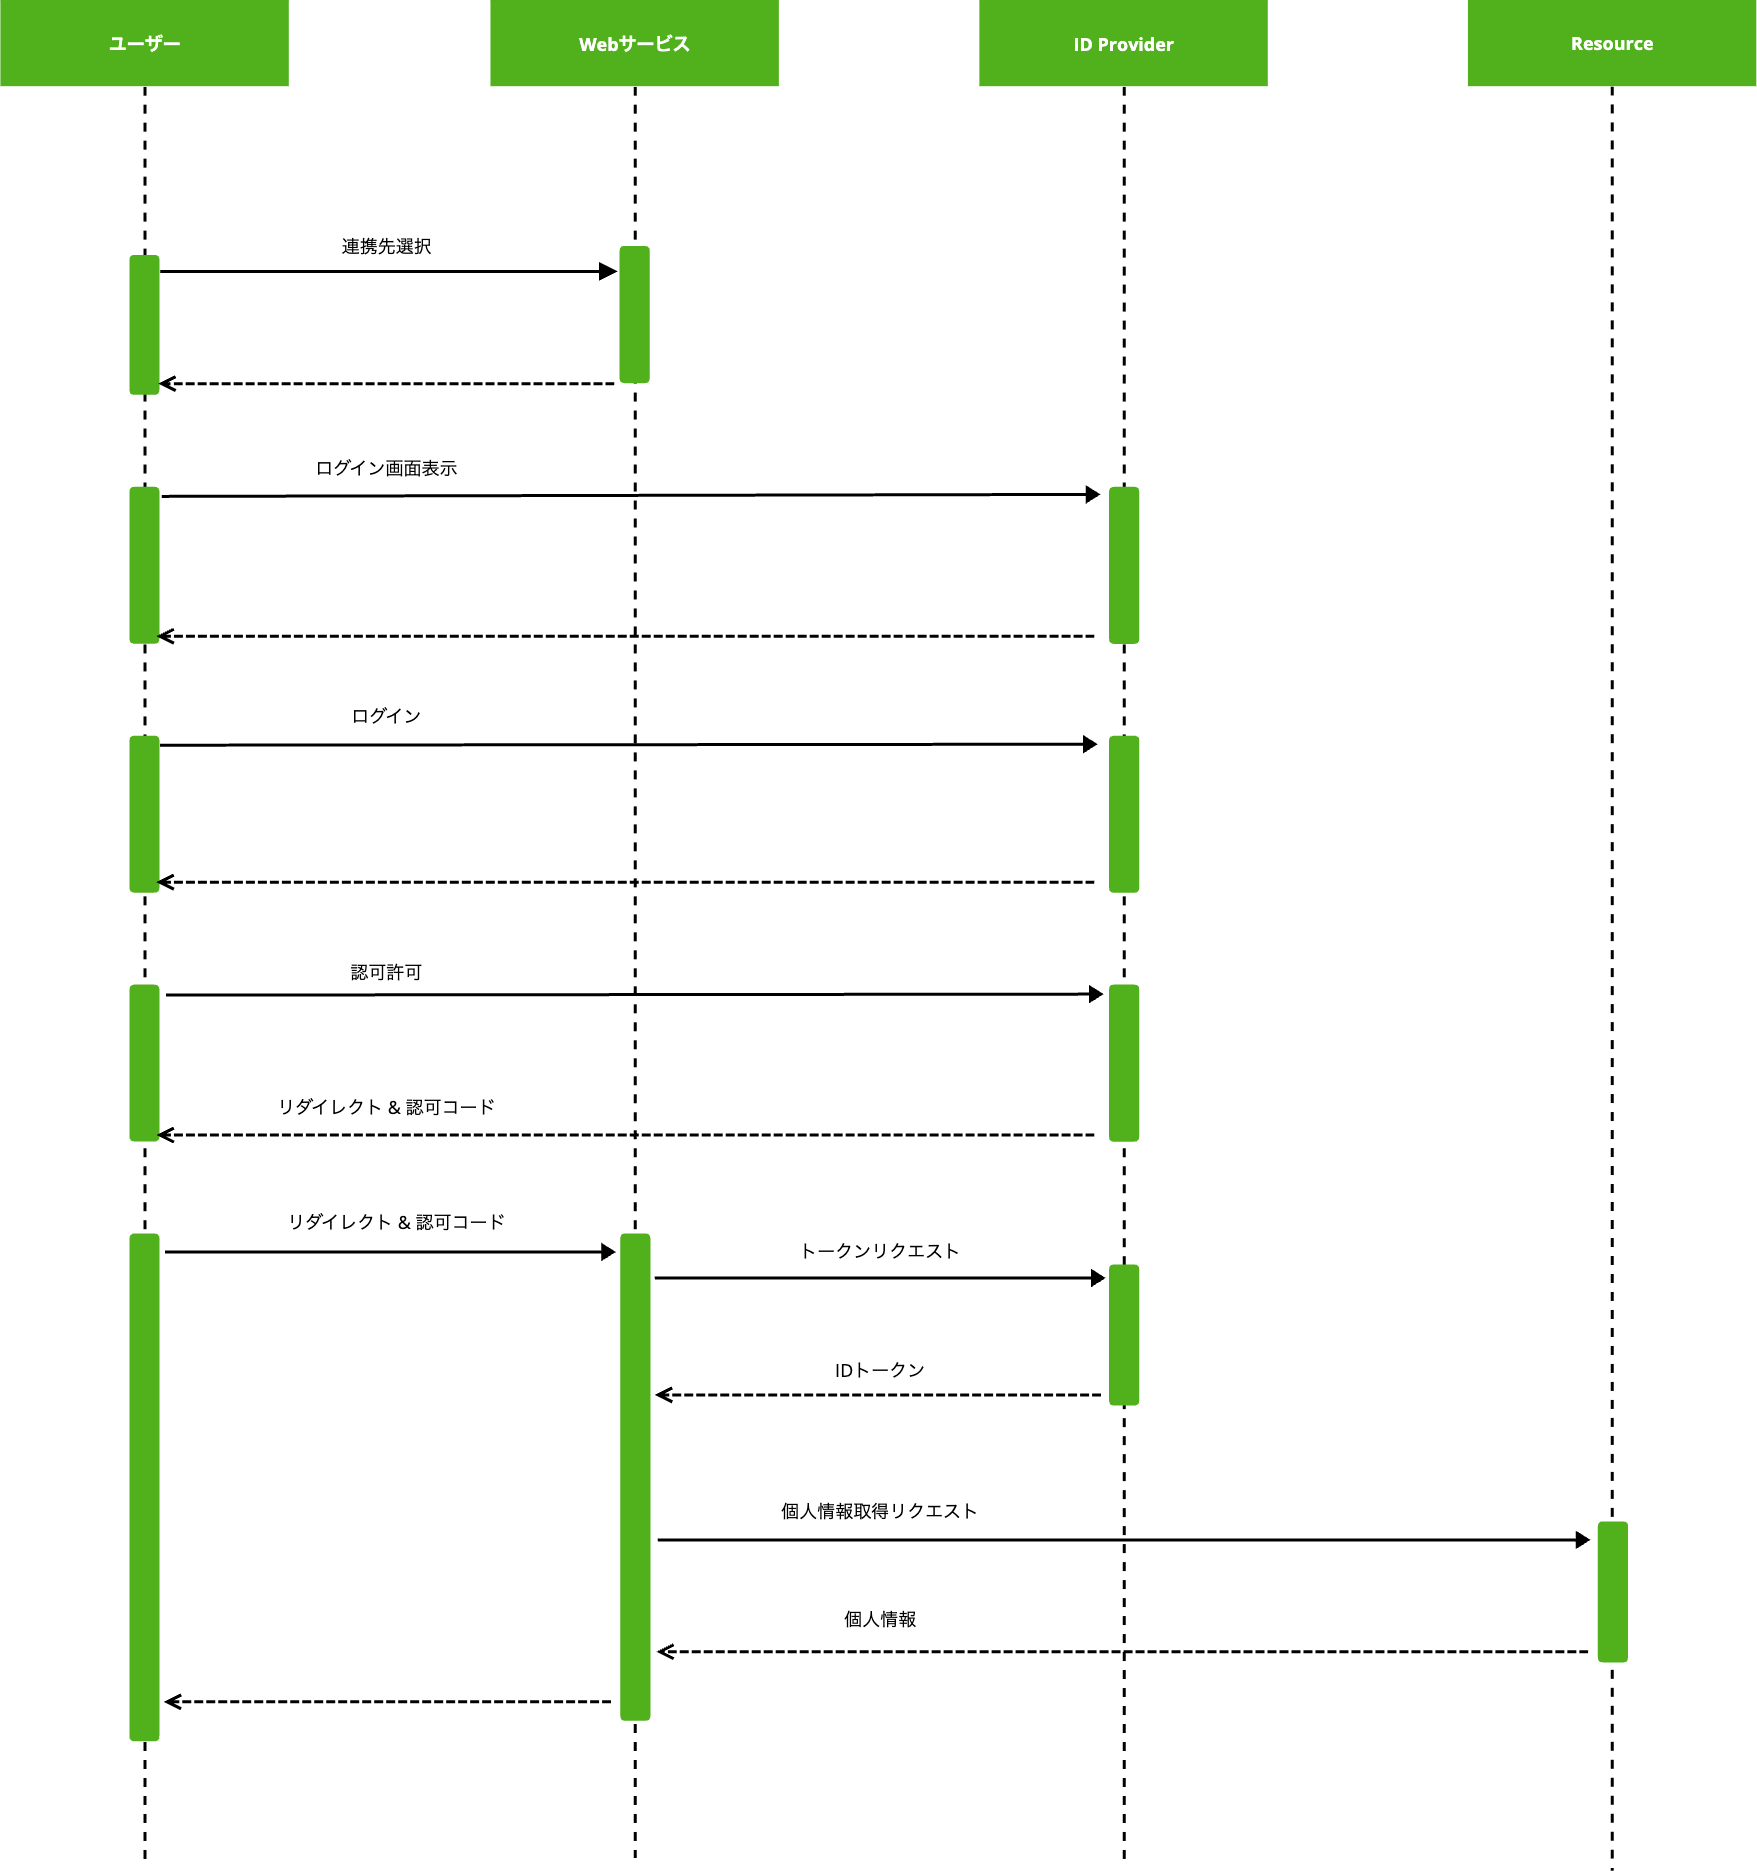 ユーザー
Webサービス
ID Provider
Resource
連携先選択
ログイン画面表示
ログイン
認可許可
リダイレクト & 認可コード
リダイレクト & 認可コード
トークンリクエスト
IDトークン
個人情報取得リクエスト
個人情報